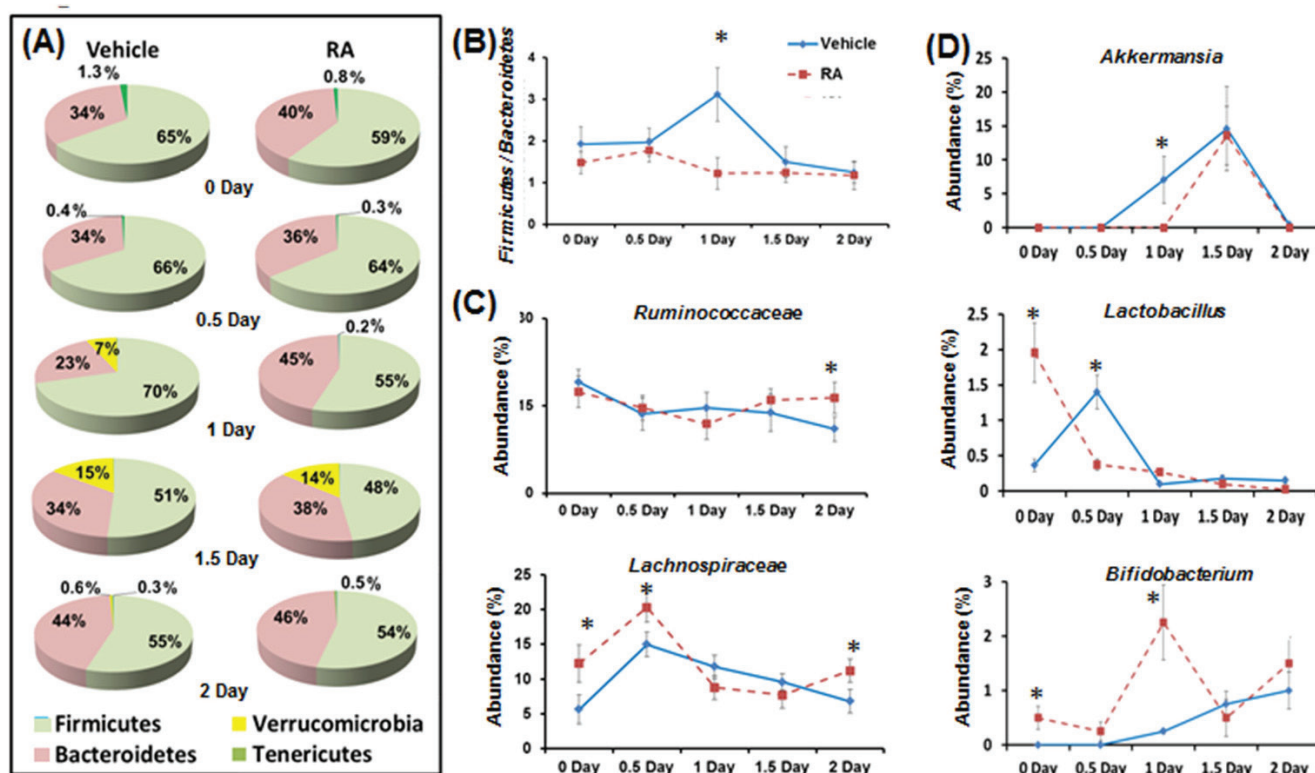 (A)
Vehicle
RA
1.3%
34%
65%
0.8%
40%
59%
0 Day
0.4%
34%
66%
0.3%
36%
64%
0.5 Day
7%
23%
70%
0.2%
45%
55%
1 Day
15%
34%
51%
14%
38%
48%
1.5 Day
0.6%
0.3%
44%
55%
0.5%
46%
54%
2 Day
Firmicutes
Verrucomicrobia
Bacteroidetes
Tenericutes
(B)
*
Vehicle
RA
Firmicutes / Bacteroidetes
4
3
2
1
0
0 Day 0.5 Day 1 Day 1.5 Day 2 Day
(C)
Ruminococcaceae
Abundance (%)
30
15
0
*
0 Day 0.5 Day 1 Day 1.5 Day 2 Day
Lachnospiraceae
Abundance (%)
25
20
15
10
5
0
* * *
0 Day 0.5 Day 1 Day 1.5 Day 2 Day
(D)
Akkermansia
Abundance (%)
25
20
15
10
5
0
*
0 Day 0.5 Day 1 Day 1.5 Day 2 Day
Lactobacillus
Abundance (%)
2.5
2
1.5
1
0.5
0
* *
0 Day 0.5 Day 1 Day 1.5 Day 2 Day
Bifidobacterium
Abundance (%)
3
2
1
0
* *
0 Day 0.5 Day 1 Day 1.5 Day 2 Day